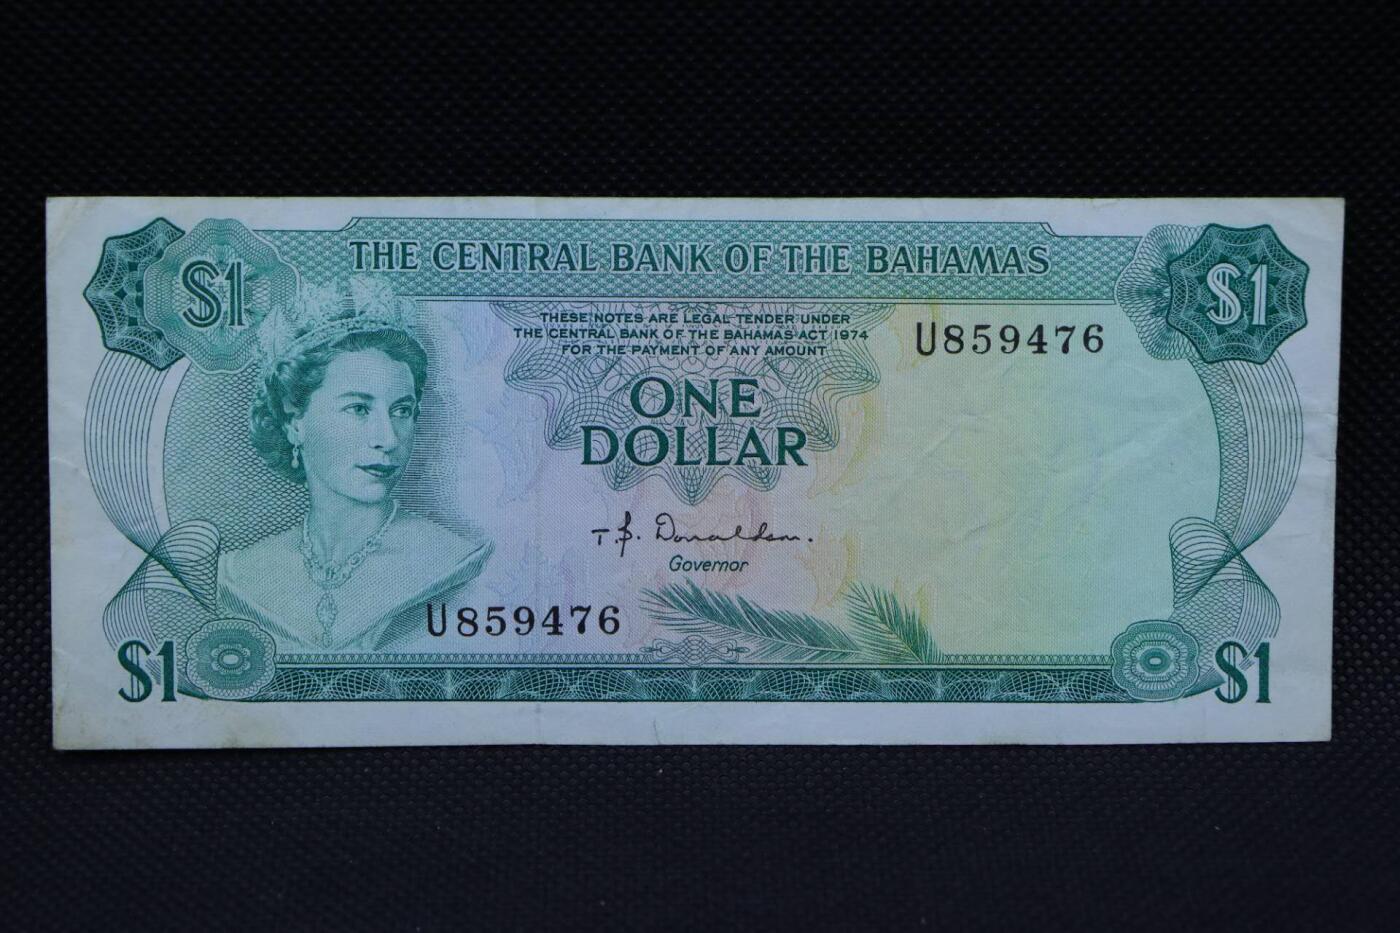 THE CENTRAL BANK OF THE BAHAMAS
$1
$1
THESE NOTES ARE LEGAL TENDER UNDER
THE CENTRAL BANK OF THE BAHAMAS ACT 1974
FOR THE PAYMENT OF ANY AMOUNT
U859476
ONE
DOLLAR
T.B. Donaldson.
Governor
U859476
$1
$1